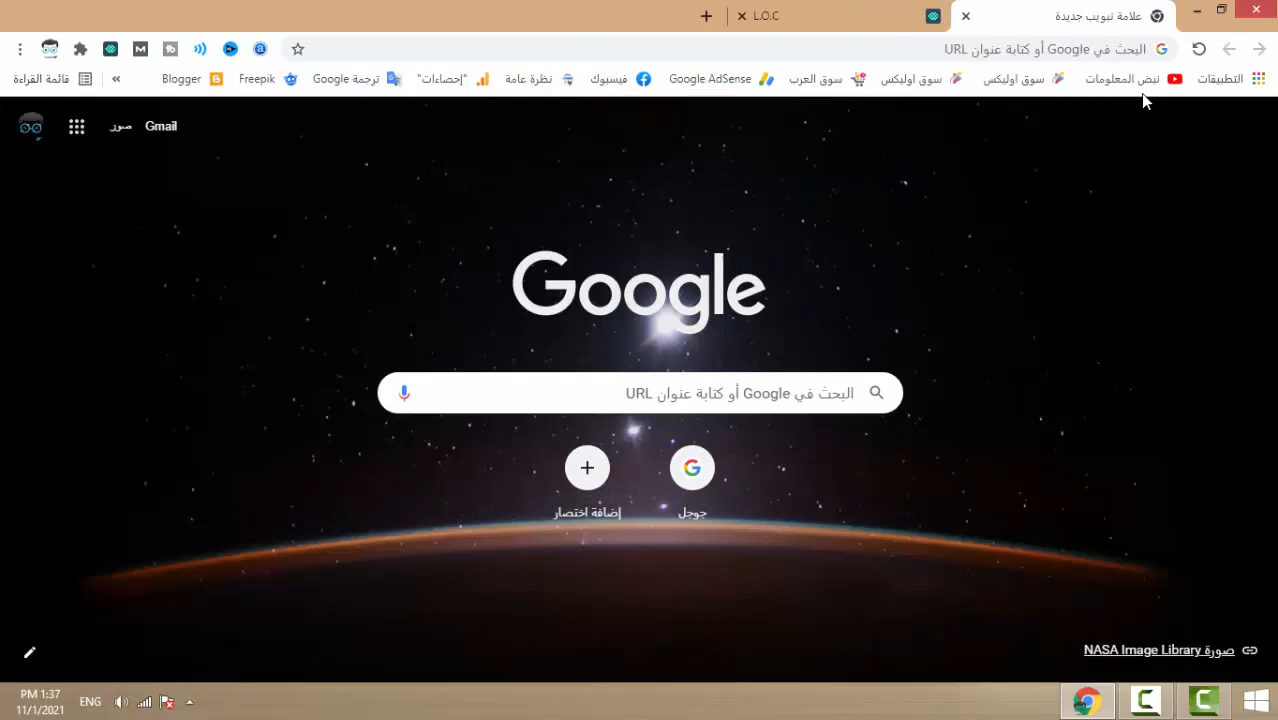 علامة تبويب جديدة
L.O.C
البحث في Google أو كتابة عنوان URL
التطبيقات
نبض المعلومات
سوق اوليكس
سوق اوليكس
سوق العرب
Google AdSense
فيسبوك
نظرة عامة
"إحصاءات"
ترجمة Google
Freepik
Blogger
»
قائمة القراءة
Gmail
صور
Google
البحث في Google أو كتابة عنوان URL
جوجل
إضافة اختصار
صورة NASA Image Library
ENG
PM 1:37
11/1/2021